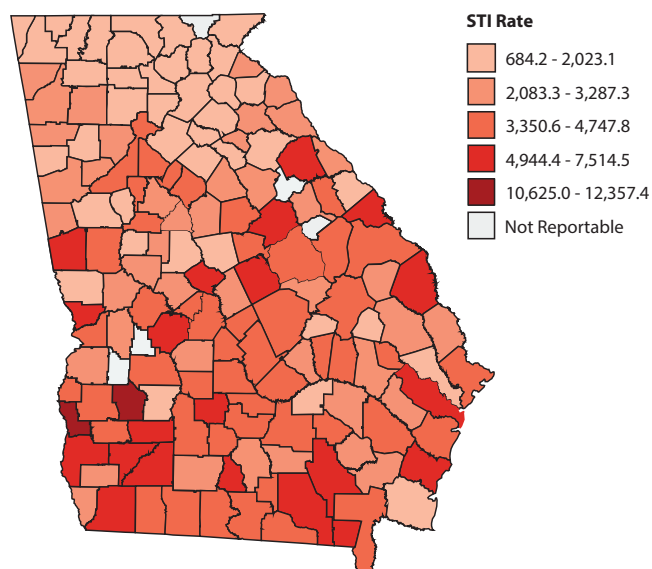 STI Rate
684.2 - 2,023.1
2,083.3 - 3,287.3
3,350.6 - 4,747.8
4,944.4 - 7,514.5
10,625.0 - 12,357.4
Not Reportable